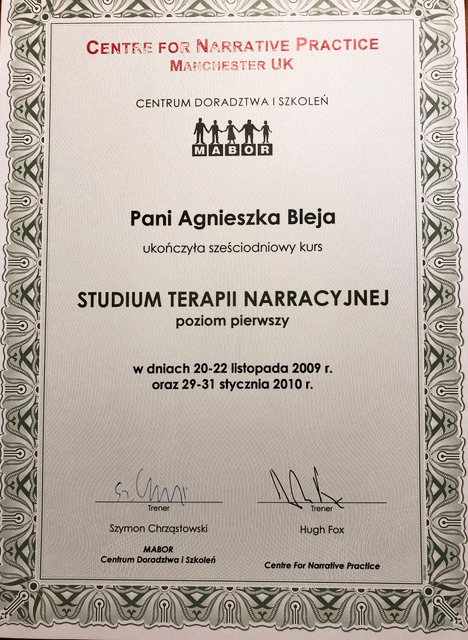 CENTRE FOR NARRATIVE PRACTICE
MANCHESTER UK
CENTRUM DORADZTWA I SZKOLEŃ
MABOR
Pani Agnieszka Bleja
ukończyła sześciodniowy kurs
STUDIUM TERAPII NARRACYJNEJ
poziom pierwszy
w dniach 20-22 listopada 2009 r.
oraz 29-31 stycznia 2010 r.
Trener Trener
Szymon Chrząstowski Hugh Fox
MABOR
Centrum Doradztwa i Szkoleń Centre For Narrative Practice